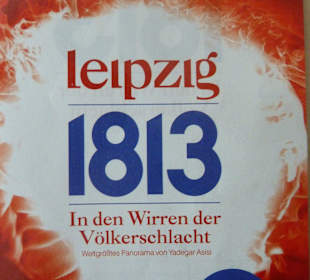 leipzig
1813
In den Wirren der
Völkerschlacht
Weltgrößtes Panorama von Yadegar Asisi